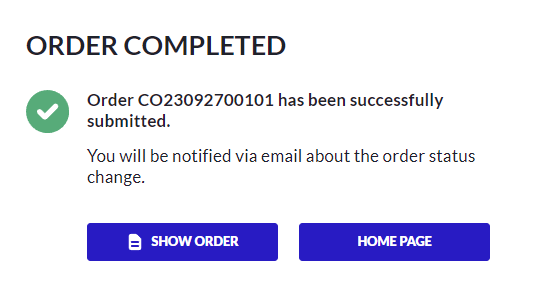 ORDER COMPLETED
Order CO23092700101 has been successfully
submitted.
You will be notified via email about the order status
change.
SHOW ORDER
HOME PAGE